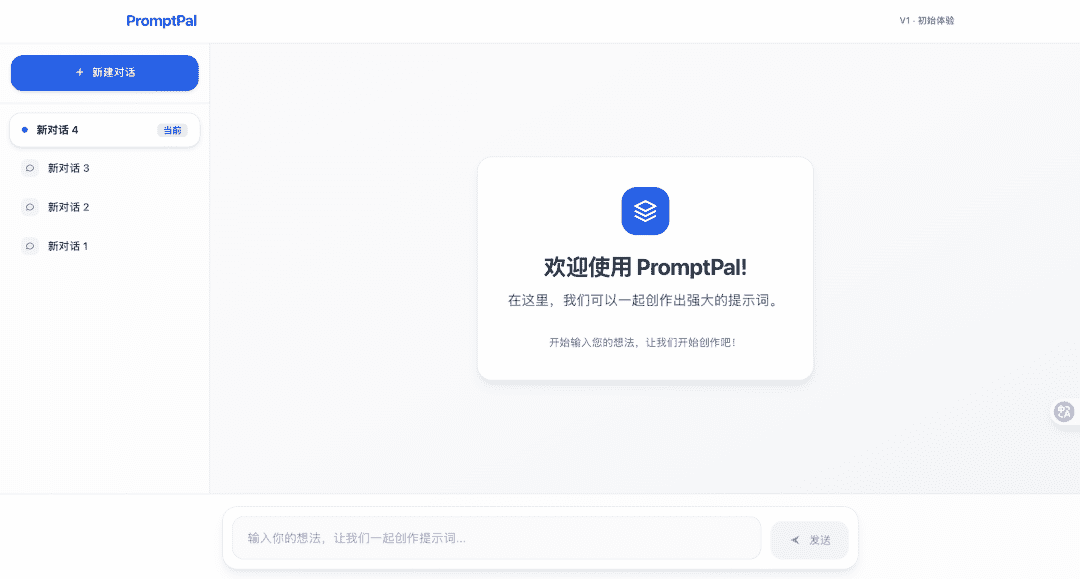 PromptPal
V1 · 初始体验
+ 新建对话
新对话 4
当前
新对话 3
新对话 2
新对话 1
欢迎使用 PromptPal!
在这里，我们可以一起创作出强大的提示词。
开始输入您的想法，让我们开始创作吧！
输入你的想法，让我们一起创作提示词...
发送